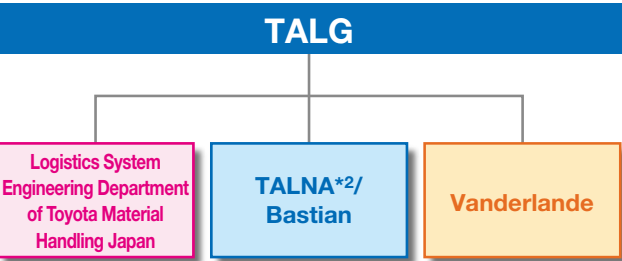 TALG
Logistics System
Engineering Department
of Toyota Material
Handling Japan
TALNA*2/
Bastian
Vanderlande